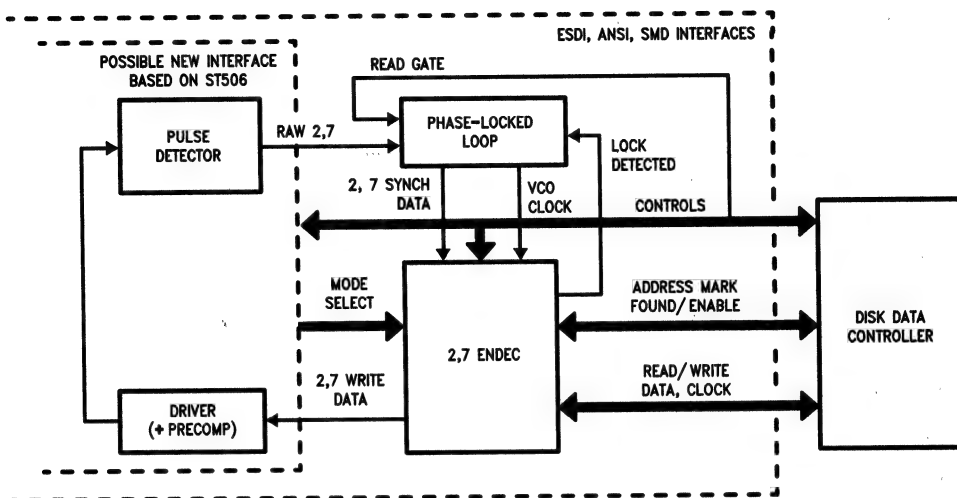 ESDI, ANSI, SMD INTERFACES
POSSIBLE NEW INTERFACE
BASED ON ST506
READ GATE
PULSE
DETECTOR
RAW 2,7
PHASE-LOCKED
LOOP
LOCK
DETECTED
2, 7 SYNCH
DATA
VCO
CLOCK
CONTROLS
MODE
SELECT
2,7 ENDEC
ADDRESS MARK
FOUND/ENABLE
DISK DATA
CONTROLLER
2,7 WRITE
DATA
READ/WRITE
DATA, CLOCK
DRIVER
(+ PRECOMP)